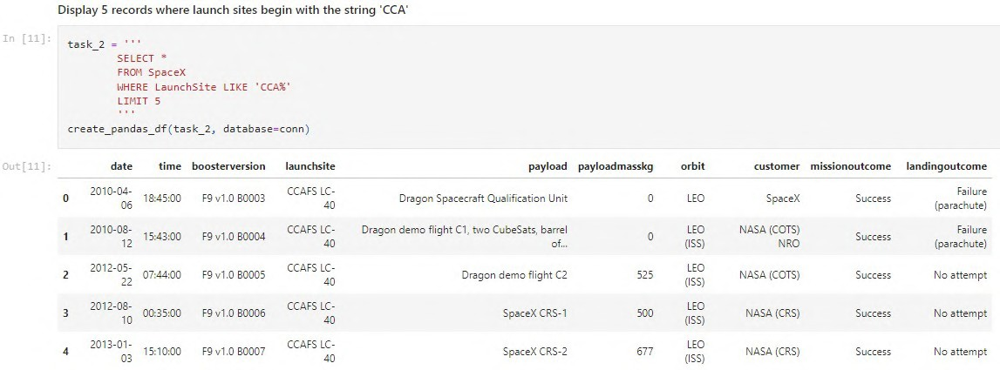 Display 5 records where launch sites begin with the string 'CCA'
In [11]:
task_2 = '''
SELECT *
FROM SpaceX
WHERE LaunchSite LIKE 'CCA%'
LIMIT 5
'''
create_pandas_df(task_2, database=conn)
Out[11]:
date time boosterversion launchsite payload payloadmasskg orbit customer missionoutcome landingoutcome
0 2010-04-06 18:45:00 F9 v1.0 B0003 CCAFS LC-40 Dragon Spacecraft Qualification Unit 0 LEO SpaceX Success Failure (parachute)
1 2010-08-12 15:43:00 F9 v1.0 B0004 CCAFS LC-40 Dragon demo flight C1, two CubeSats, barrel of... 0 LEO (ISS) NASA (COTS) NRO Success Failure (parachute)
2 2012-05-22 07:44:00 F9 v1.0 B0005 CCAFS LC-40 Dragon demo flight C2 525 LEO (ISS) NASA (COTS) Success No attempt
3 2012-08-10 00:35:00 F9 v1.0 B0006 CCAFS LC-40 SpaceX CRS-1 500 LEO (ISS) NASA (CRS) Success No attempt
4 2013-01-03 15:10:00 F9 v1.0 B0007 CCAFS LC-40 SpaceX CRS-2 677 LEO (ISS) NASA (CRS) Success No attempt